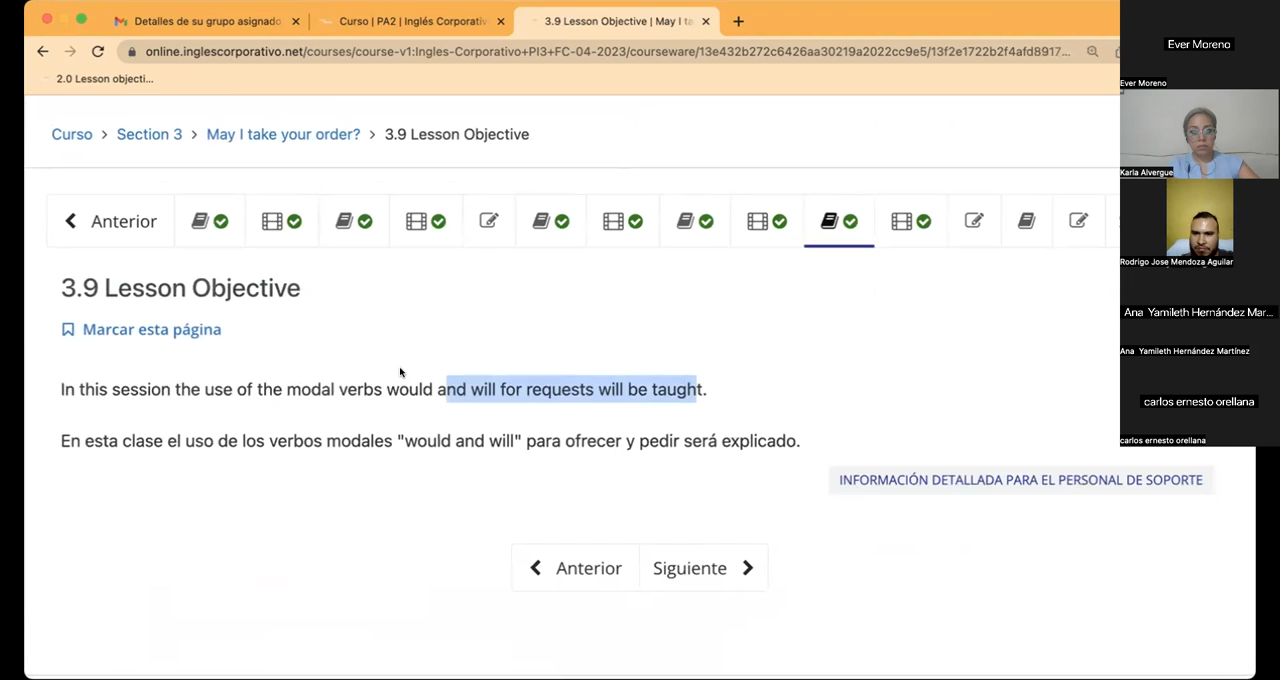 Detalles de su grupo asignado
Curso | PA2 | Inglés Corporativ
3.9 Lesson Objective | May I ta
online.inglescorporativo.net/courses/course-v1:Ingles-Corporativo+PI3+FC-04-2023/courseware/13e432b272c6426aa30219a2022cc9e5/13f2e1722b2f4afd8917...
2.0 Lesson objecti...
Curso > Section 3 > May I take your order? > 3.9 Lesson Objective
Anterior
3.9 Lesson Objective
Marcar esta página
In this session the use of the modal verbs would and will for requests will be taught.
En esta clase el uso de los verbos modales "would and will" para ofrecer y pedir será explicado.
INFORMACIÓN DETALLADA PARA EL PERSONAL DE SOPORTE
Anterior
Siguiente
Ever Moreno
Ever Moreno
Karla Alvergue
Rodrigo Jose Mendoza Aguilar
Ana Yamileth Hernández Mar...
Ana Yamileth Hernández Martínez
carlos ernesto orellana
carlos ernesto orellana